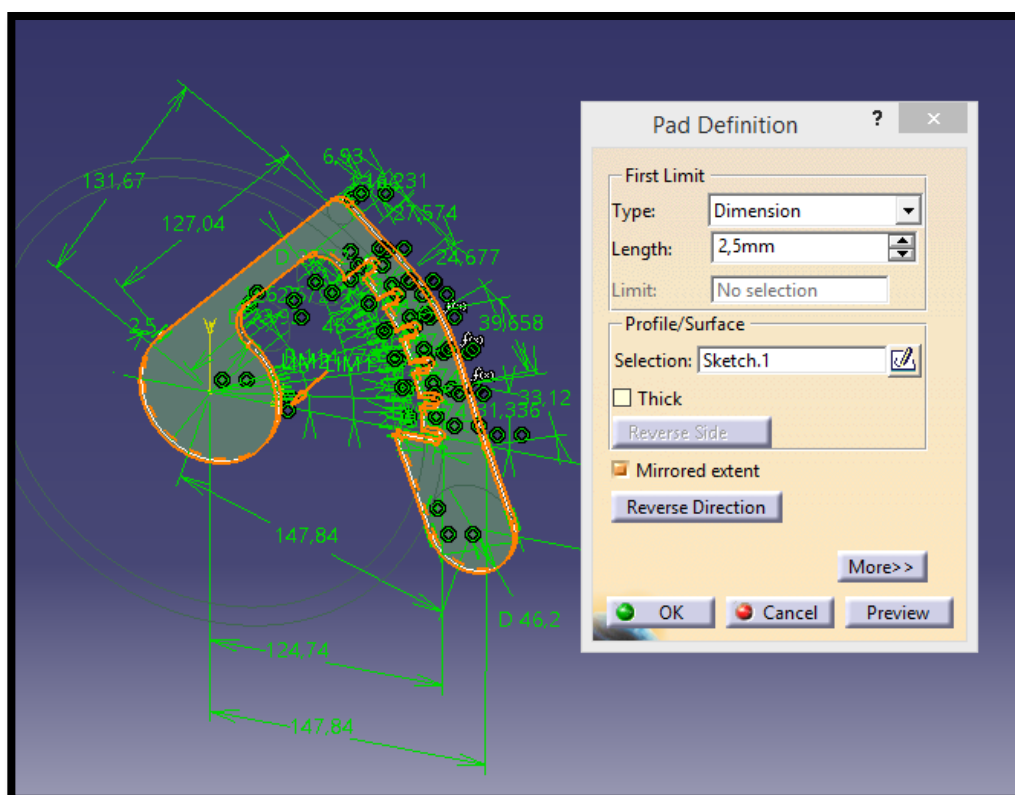 Pad Definition
?
First Limit
Type:
Dimension
Length:
2,5mm
Limit:
No selection
Profile/Surface
Selection:
Sketch.1
Thick
Reverse Side
Mirrored extent
Reverse Direction
More>>
OK
Cancel
Preview
6,93
131,67
127,04
27,574
24,677
39,658
33,12
31,336
2,5
f(x)
f(x)
f(x)
147,84
D 46,2
124,74
147,84